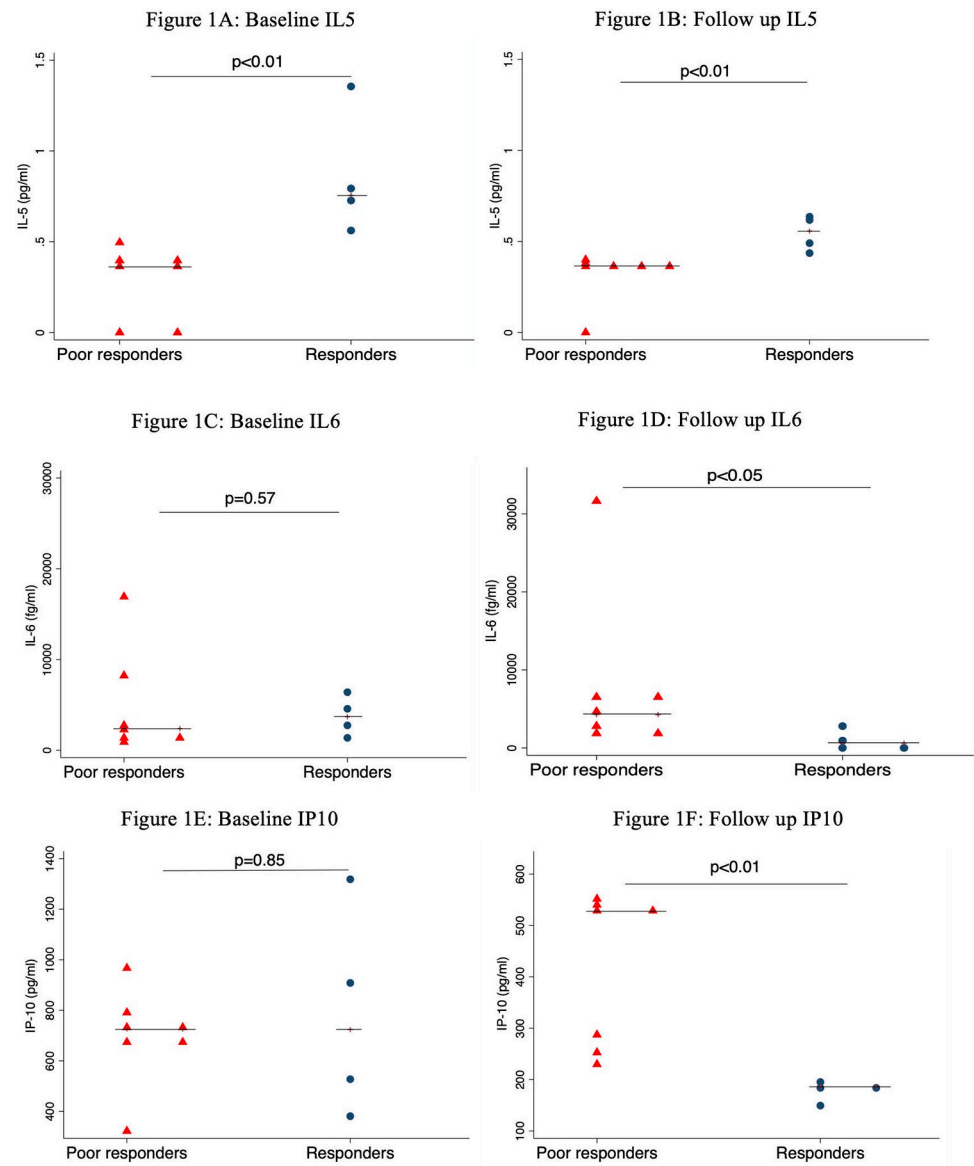 Figure 1A: Baseline IL5
p<0.01
1.5
1
.5
0
IL-5 (pg/ml)
Poor responders Responders
Figure 1B: Follow up IL5
p<0.01
1.5
1
.5
0
IL-5 (pg/ml)
Poor responders Responders
Figure 1C: Baseline IL6
p=0.57
30000
20000
10000
0
IL-6 (fg/ml)
Poor responders Responders
Figure 1D: Follow up IL6
p<0.05
30000
20000
10000
0
IL-6 (fg/ml)
Poor responders Responders
Figure 1E: Baseline IP10
p=0.85
1400
1200
1000
800
600
400
IP-10 (pg/ml)
Poor responders Responders
Figure 1F: Follow up IP10
p<0.01
600
500
400
300
200
100
IP-10 (pg/ml)
Poor responders Responders